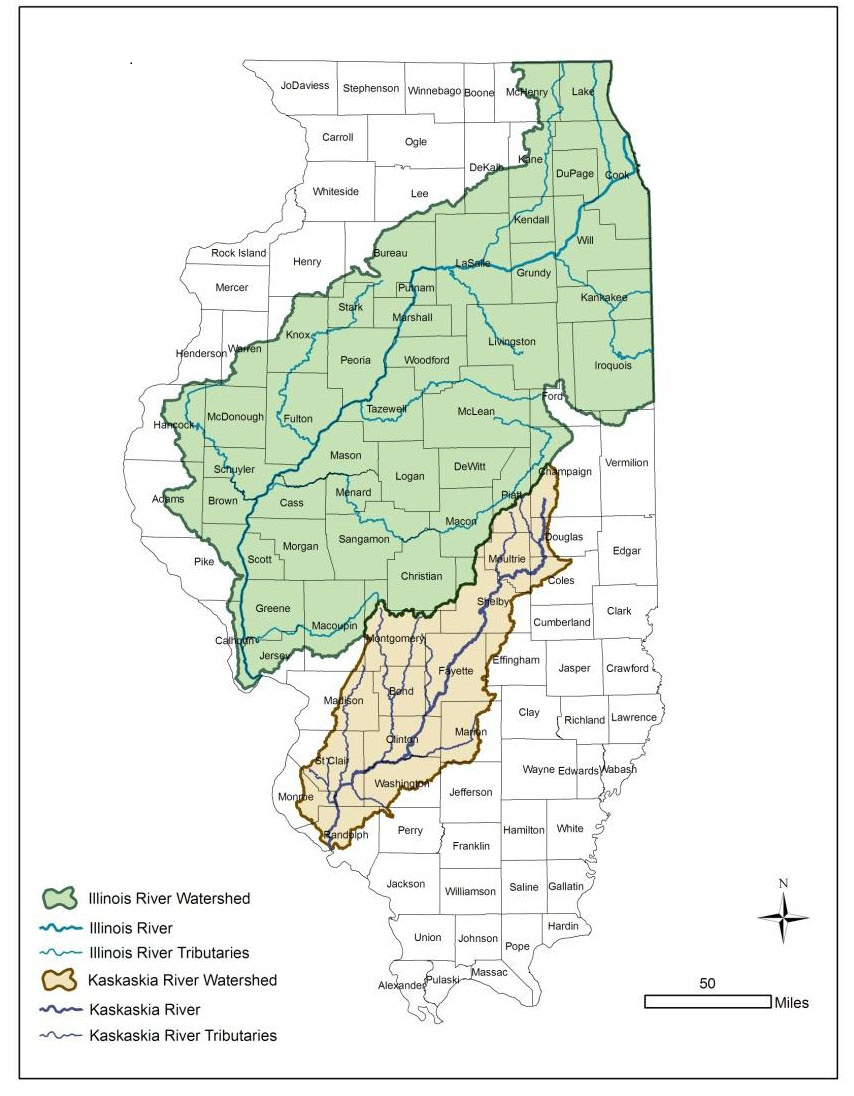 JoDaviess
Stephenson
Winnebago
Boone
McHenry
Lake
Carroll
Ogle
DeKalb
Kane
DuPage
Cook
Whiteside
Lee
Kendall
Will
Rock Island
Henry
Bureau
LaSalle
Grundy
Mercer
Putnam
Kankakee
Stark
Marshall
Knox
Livingston
Henderson
Warren
Peoria
Woodford
Iroquois
Ford
Hancock
McDonough
Fulton
Tazewell
McLean
Mason
Schuyler
Logan
DeWitt
Champaign
Vermilion
Adams
Brown
Cass
Menard
Piatt
Macon
Douglas
Pike
Scott
Morgan
Sangamon
Moultrie
Edgar
Christian
Coles
Shelby
Greene
Macoupin
Cumberland
Clark
Calhoun
Jersey
Montgomery
Effingham
Jasper
Crawford
Fayette
Madison
Bond
Clay
Richland
Lawrence
Clinton
Marion
St Clair
Wayne
Edwards
Wabash
Monroe
Washington
Jefferson
Randolph
Perry
Hamilton
White
Franklin
Jackson
Williamson
Saline
Gallatin
Union
Johnson
Pope
Hardin
Alexander
Pulaski
Massac
Illinois River Watershed
Illinois River
Illinois River Tributaries
Kaskaskia River Watershed
Kaskaskia River
Kaskaskia River Tributaries
N
50
Miles